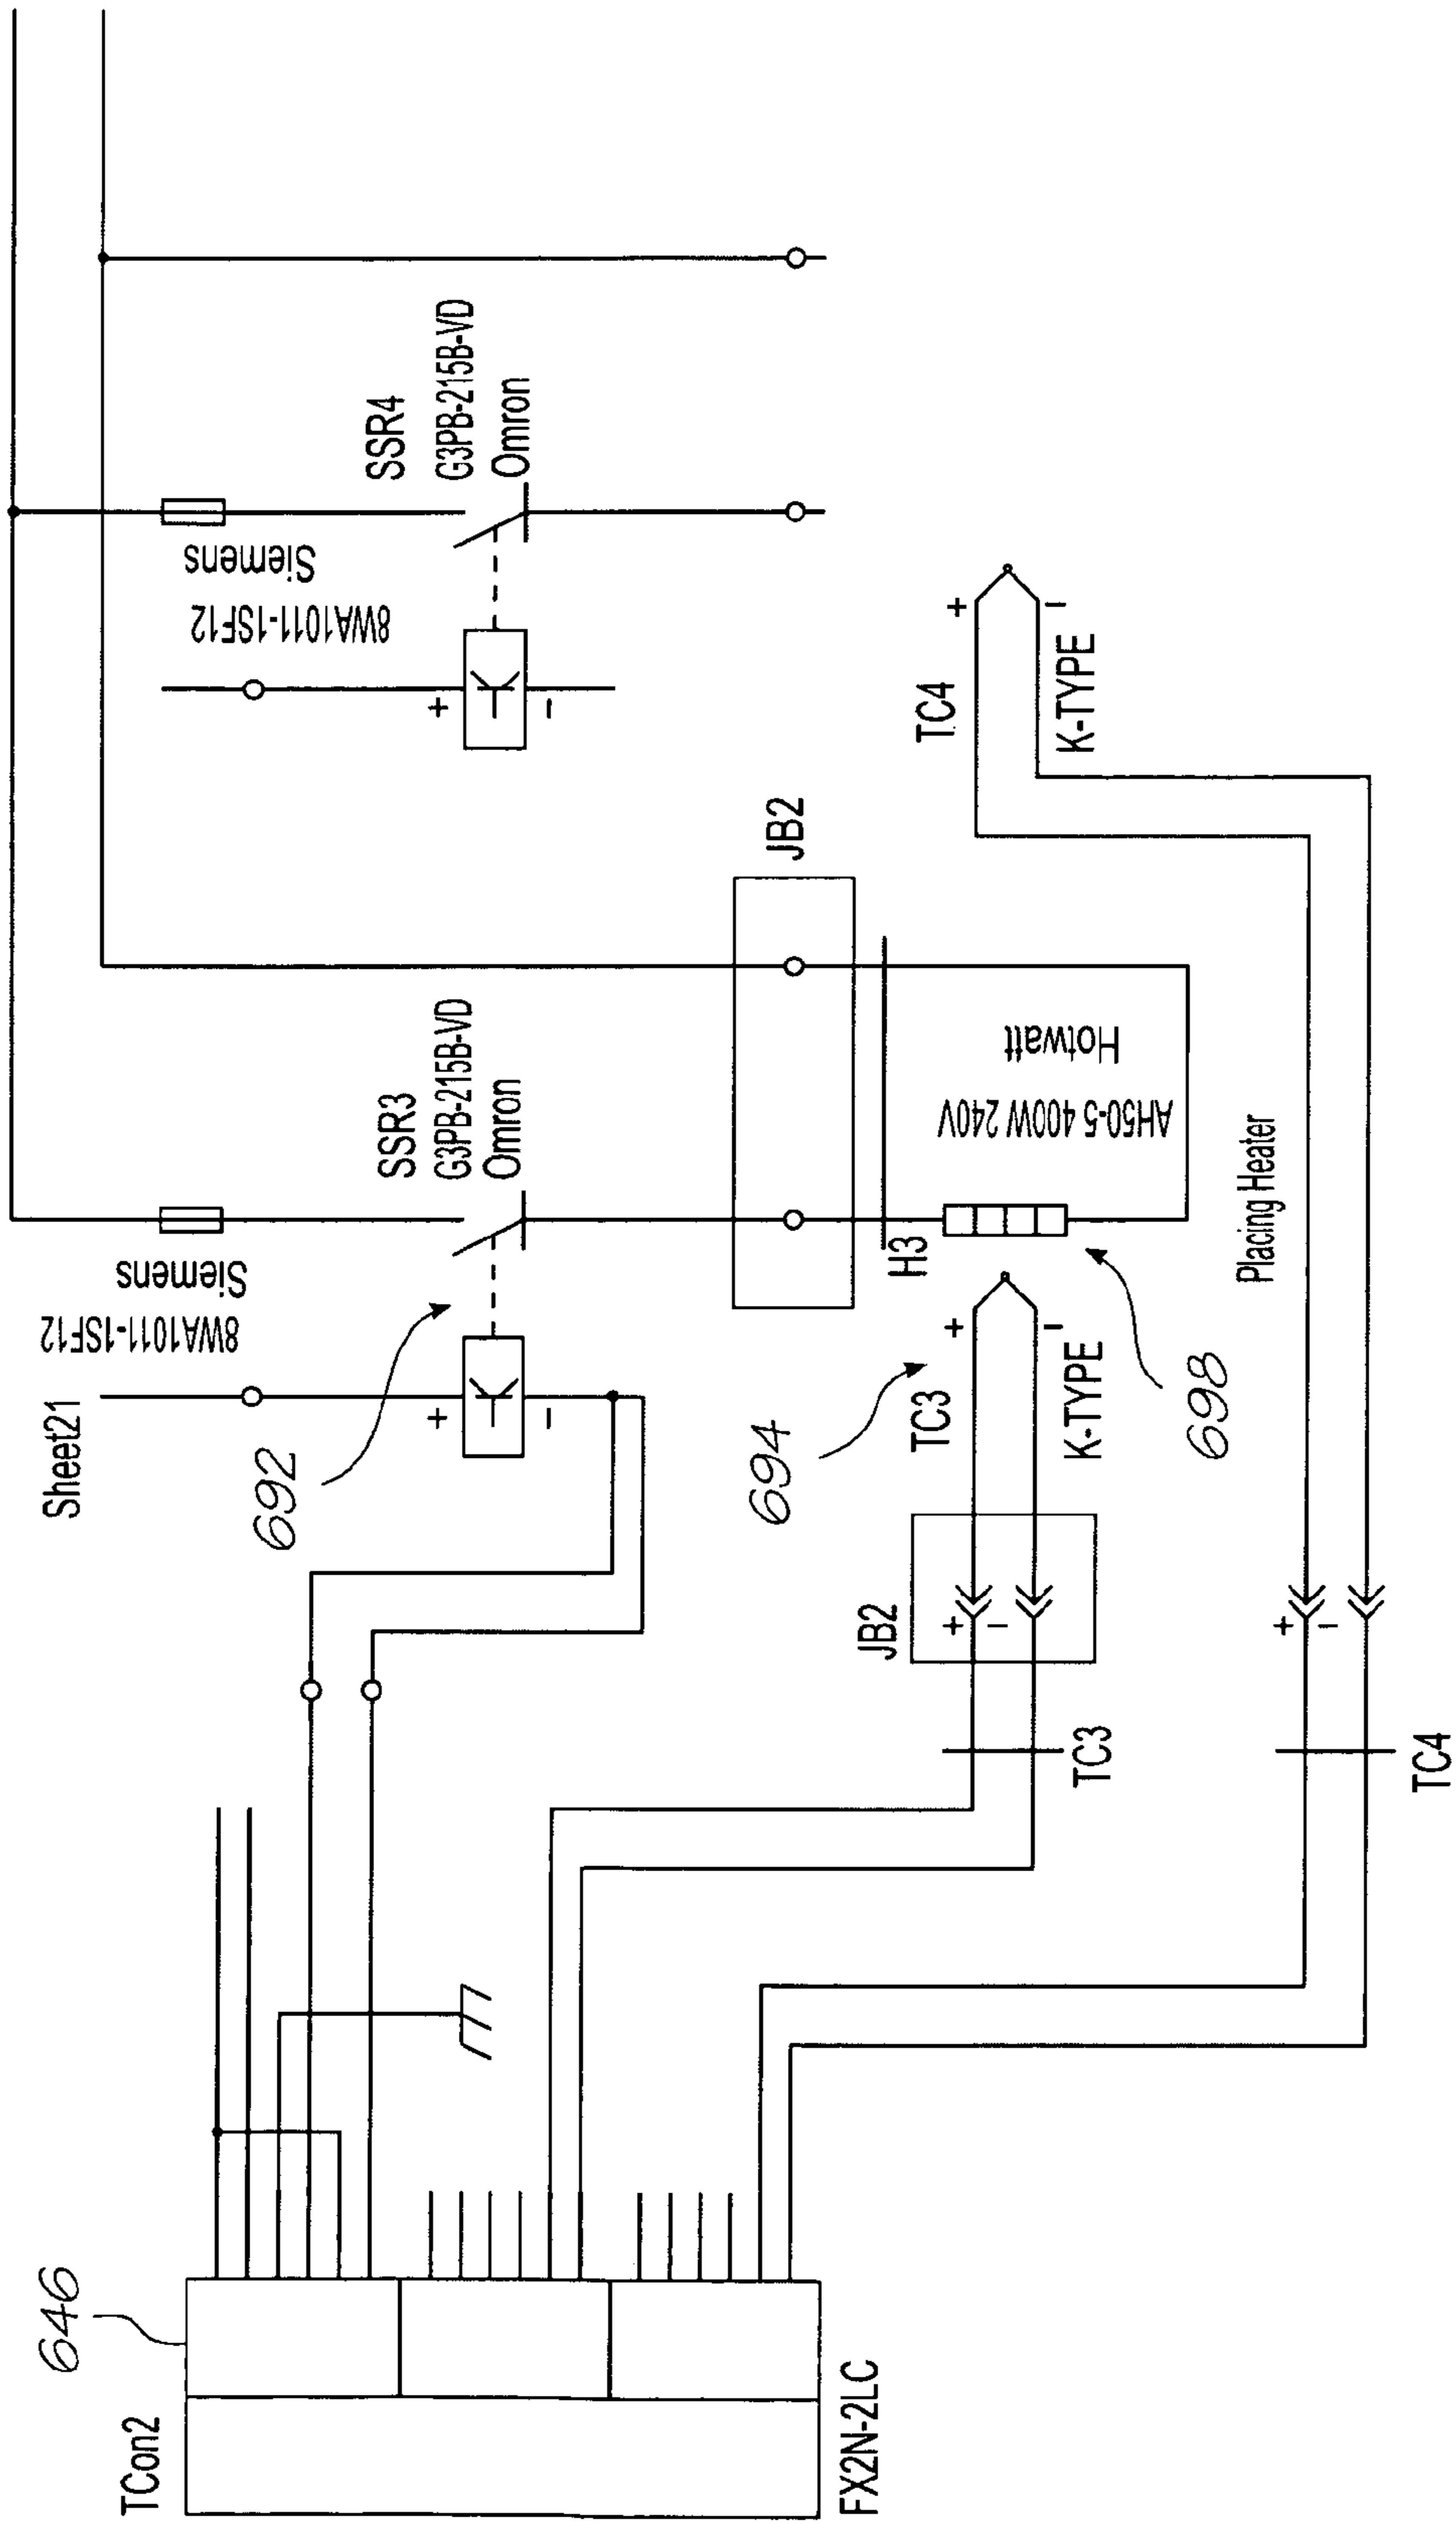 Sheet21
8WA1011-1SF12
Siemens
SSR3
G3PB-215B-VD
Omron
692
8WA1011-1SF12
Siemens
SSR4
G3PB-215B-VD
Omron
+
-
+
-
646
TCon2
FX2N-2LC
JB2
JB2
+
-
694
TC3
+
-
K-TYPE
H3
AH50-5 400W 240V
Hotwatt
698
TC3
Placing Heater
TC4
+
-
K-TYPE
+
-
TC4